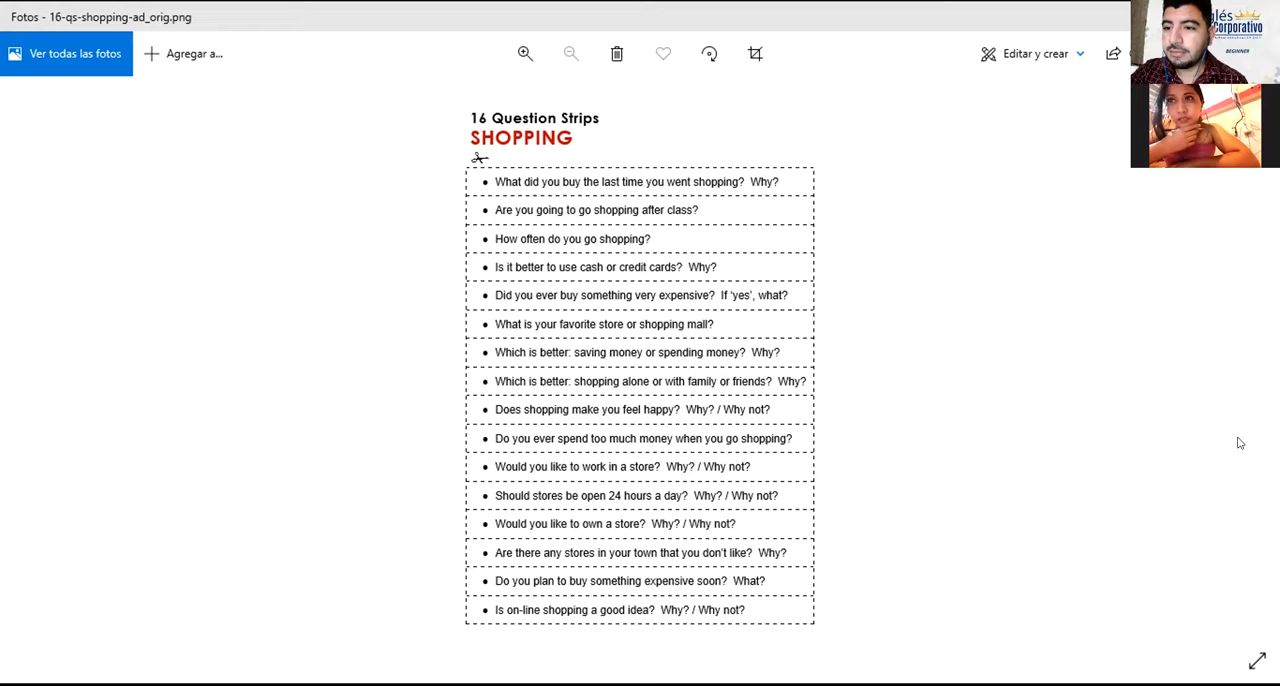 Fotos - 16-qs-shopping-ad_orig.png
Ver todas las fotos
Agregar a...
Editar y crear
glés
Corporativo
BEGINNER
16 Question Strips
SHOPPING
• What did you buy the last time you went shopping? Why?
• Are you going to go shopping after class?
• How often do you go shopping?
• Is it better to use cash or credit cards? Why?
• Did you ever buy something very expensive? If ‘yes’, what?
• What is your favorite store or shopping mall?
• Which is better: saving money or spending money? Why?
• Which is better: shopping alone or with family or friends? Why?
• Does shopping make you feel happy? Why? / Why not?
• Do you ever spend too much money when you go shopping?
• Would you like to work in a store? Why? / Why not?
• Should stores be open 24 hours a day? Why? / Why not?
• Would you like to own a store? Why? / Why not?
• Are there any stores in your town that you don’t like? Why?
• Do you plan to buy something expensive soon? What?
• Is on-line shopping a good idea? Why? / Why not?